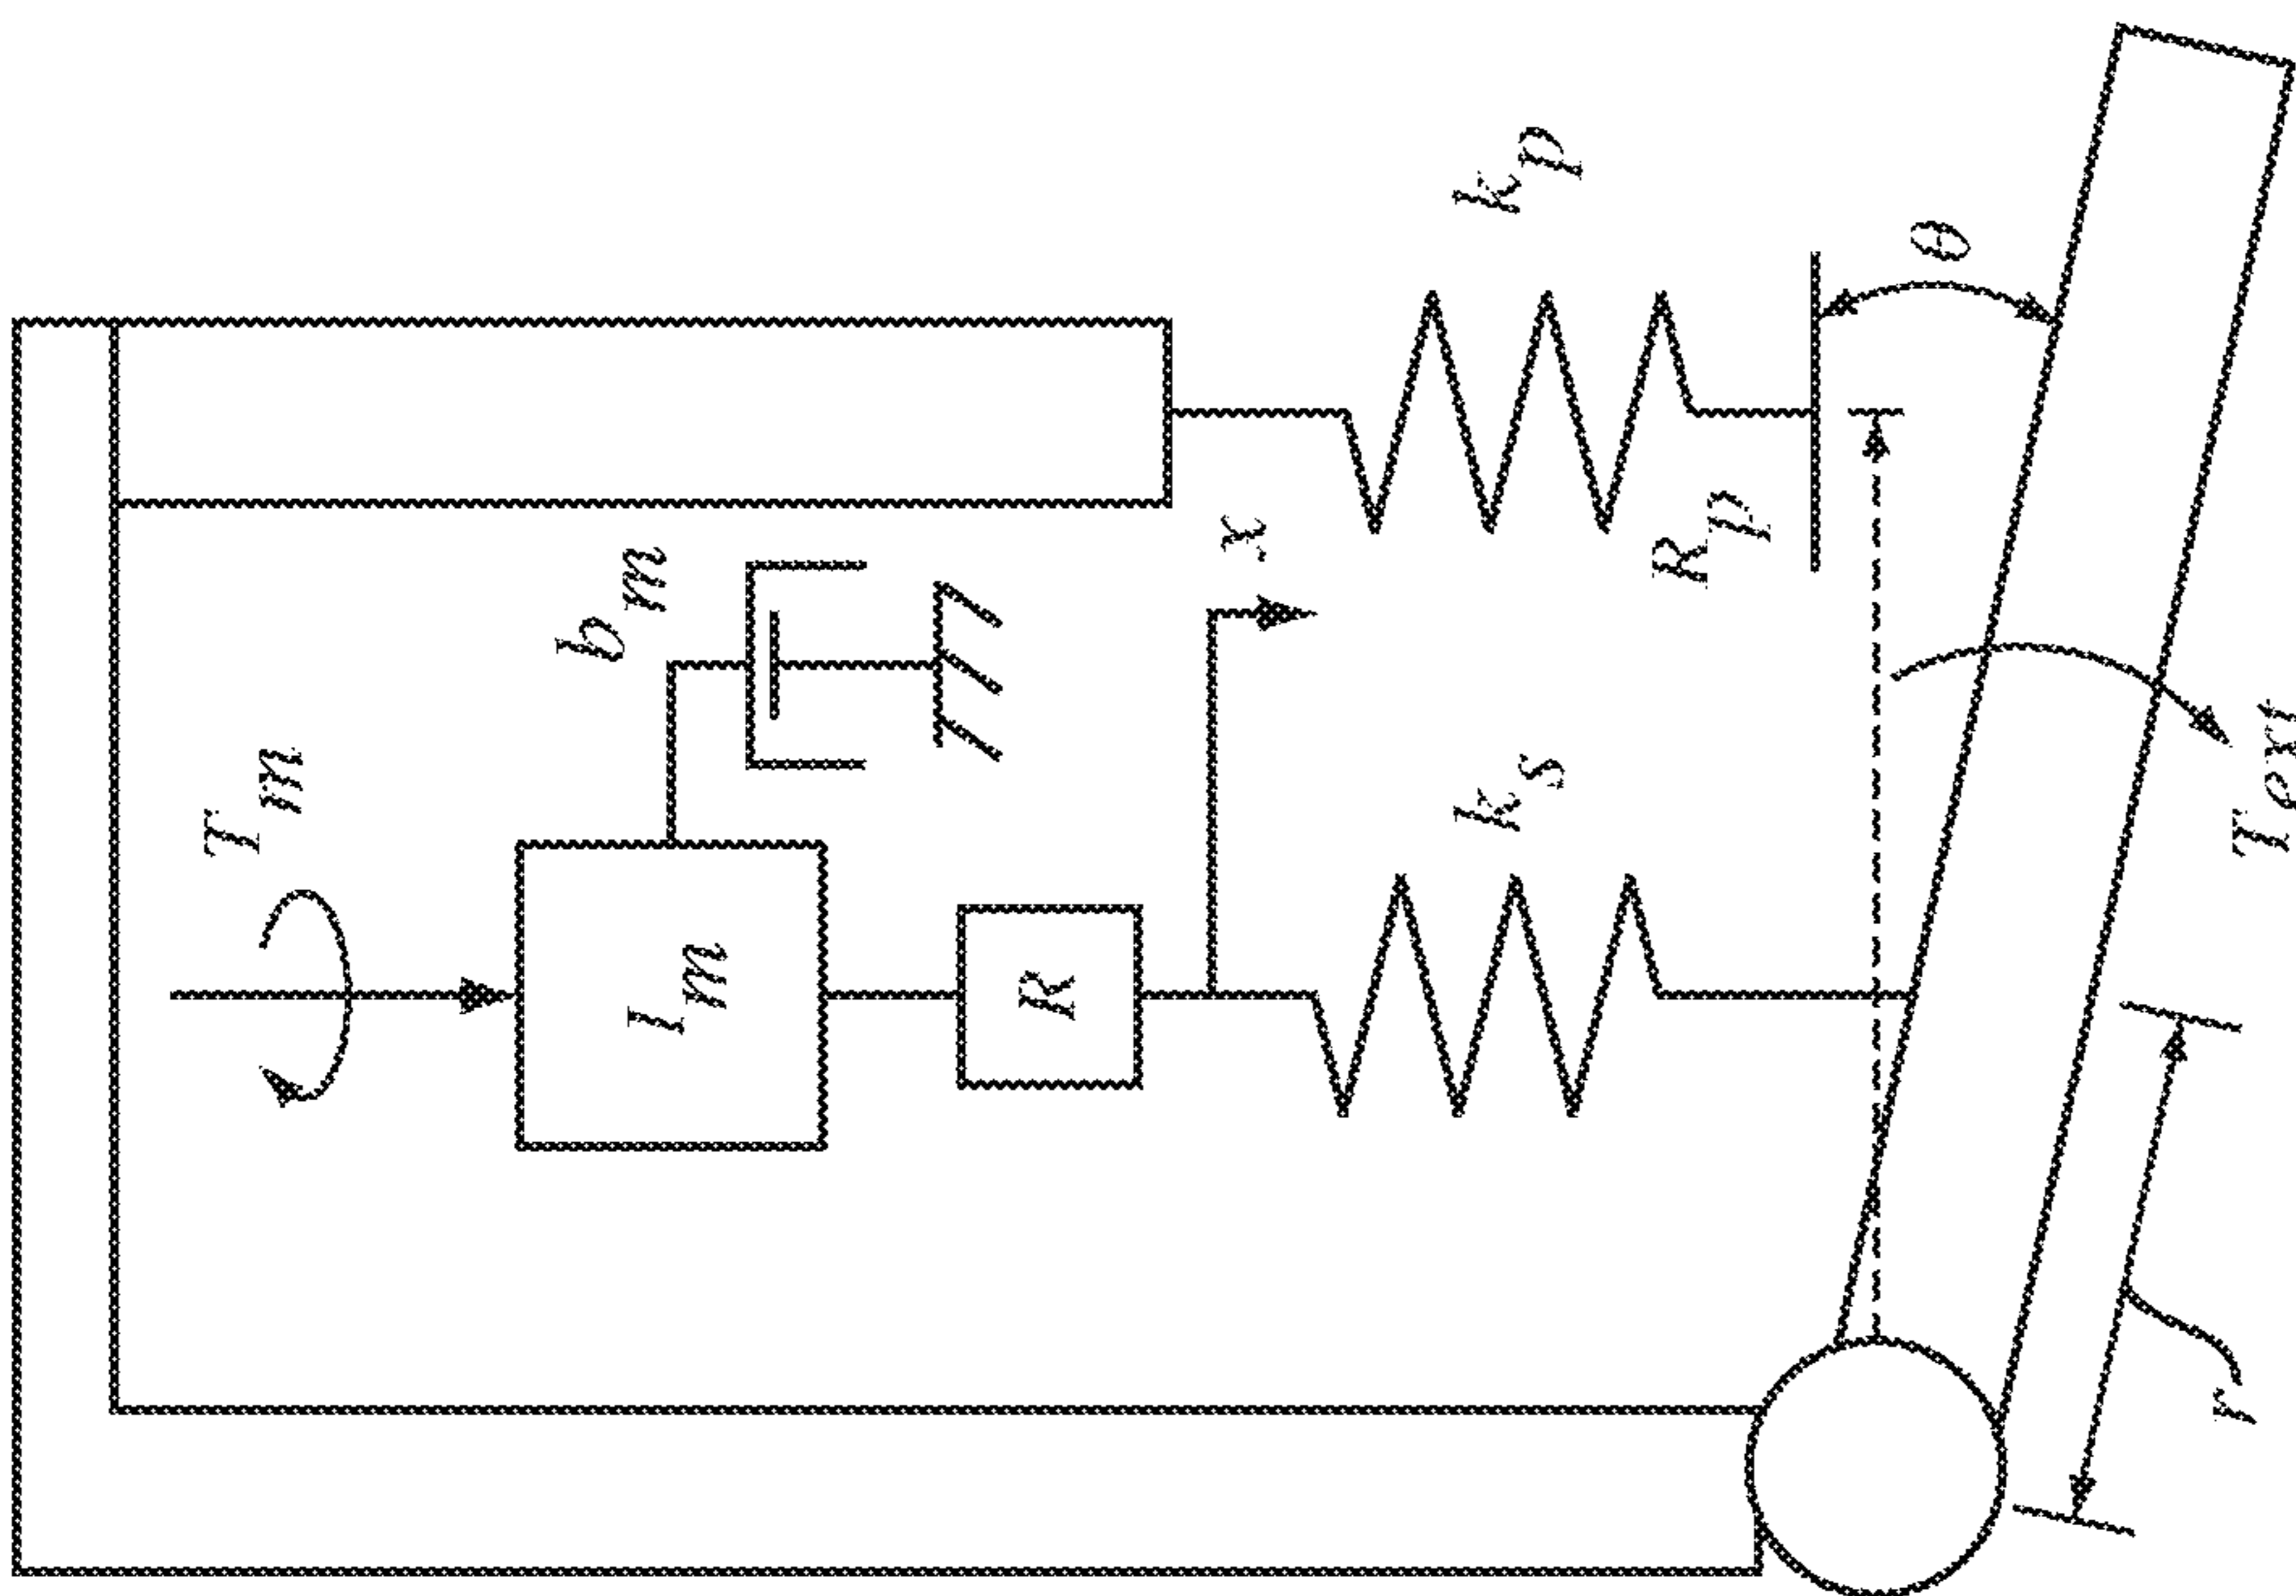 T_m
b_m
I_m
R
x
k_s
k_p
R_p
θ
T_ext
r